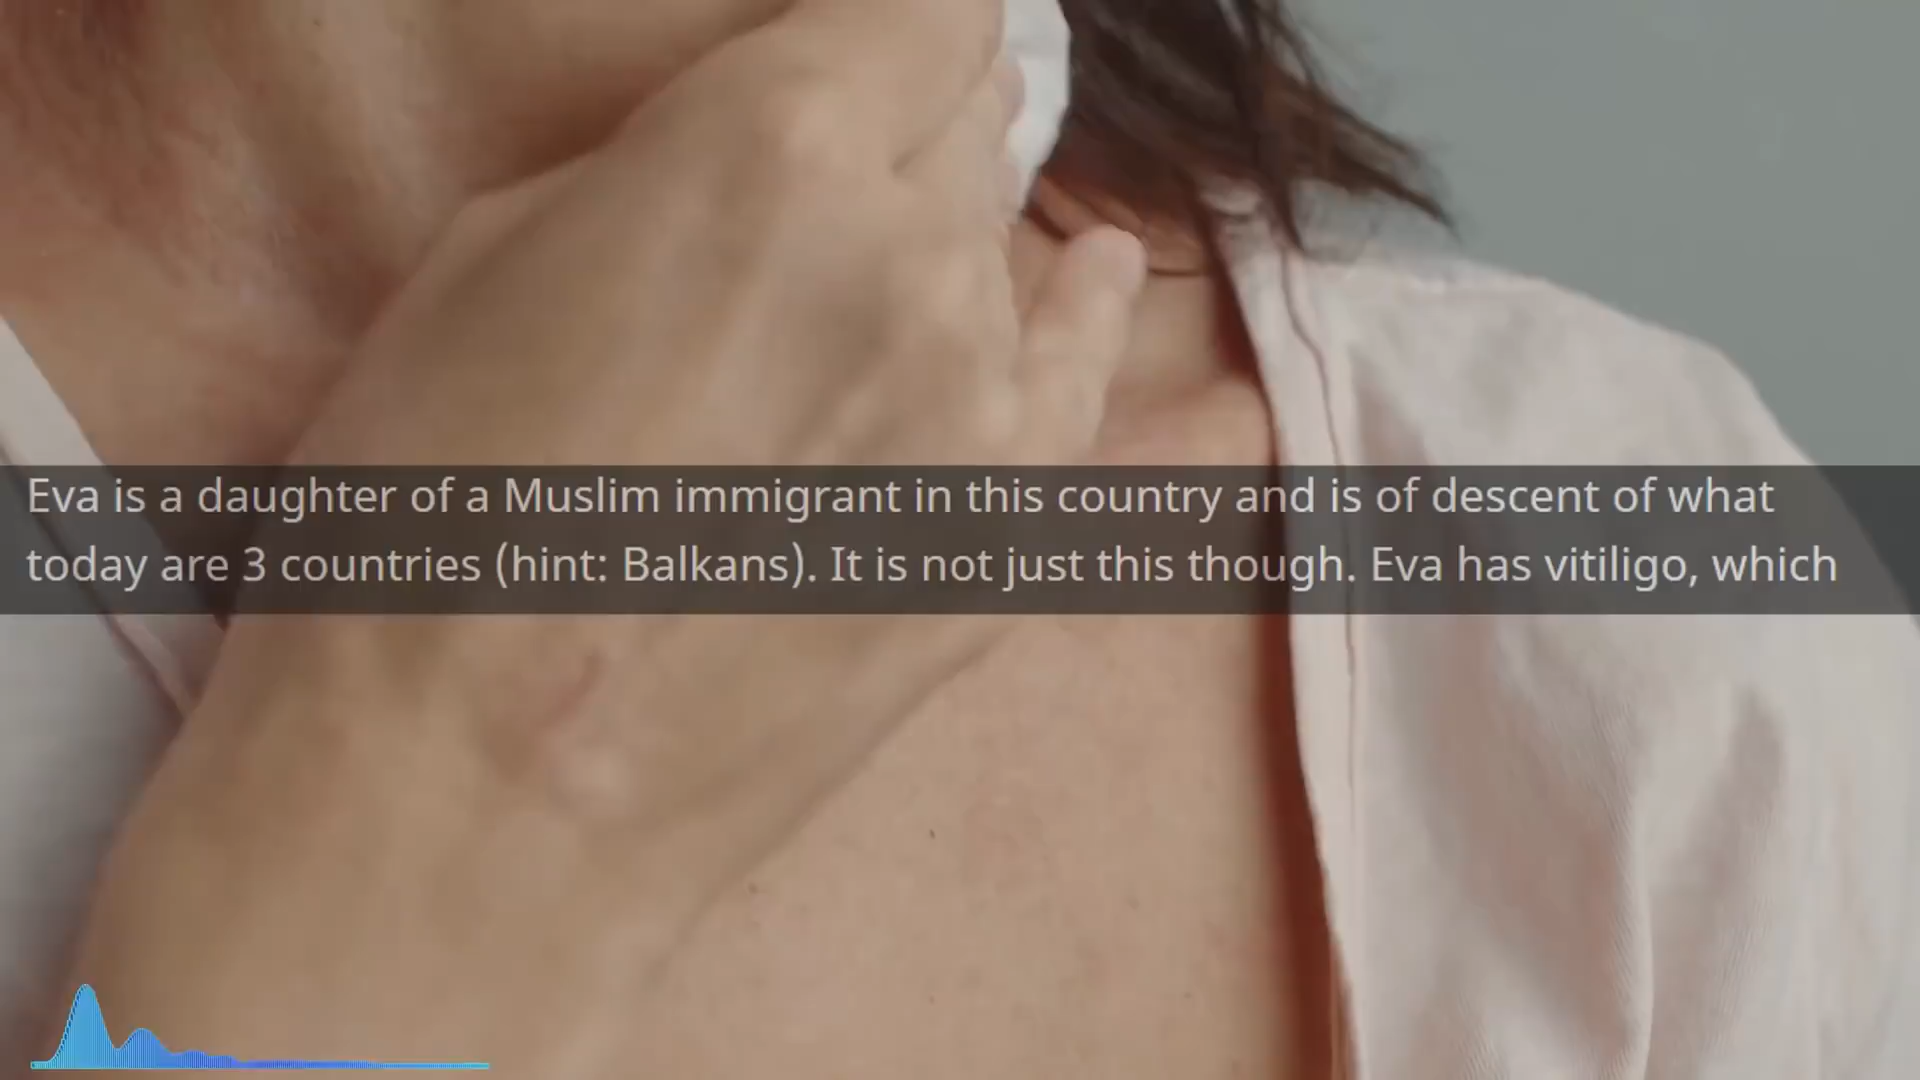 Eva is a daughter of a Muslim immigrant in this country and is of descent of what
today are 3 countries (hint: Balkans). It is not just this though. Eva has vitiligo, which